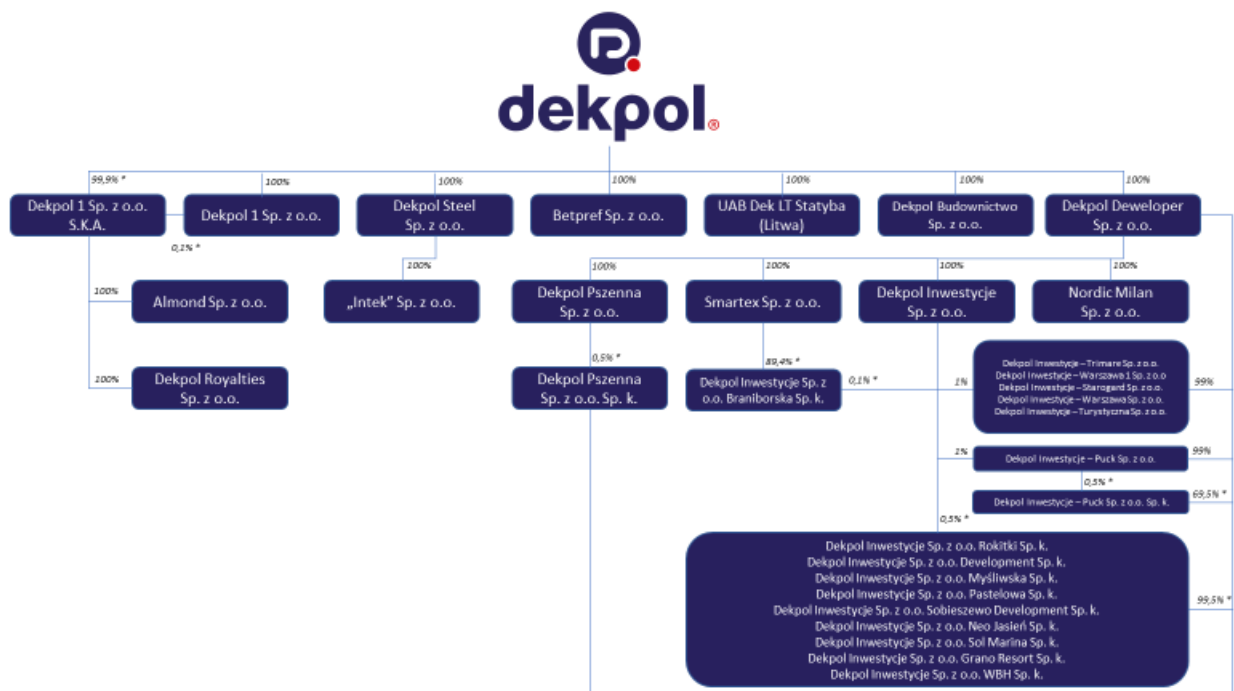 dekpol®
99,9% *
100%
100%
100%
100%
100%
100%
Dekpol 1 Sp. z o.o.
S.K.A.
Dekpol 1 Sp. z o.o.
Dekpol Steel
Sp. z o.o.
Betpref Sp. z o.o.
UAB Dek LT Statyba
(Litwa)
Dekpol Budownictwo
Sp. z o.o.
Dekpol Deweloper
Sp. z o.o.
0,1% *
100%
100%
100%
100%
100%
100%
Almond Sp. z o.o.
„Intek” Sp. z o.o.
Dekpol Pszenna
Sp. z o.o.
Smartex Sp. z o.o.
Dekpol Inwestycje
Sp. z o.o.
Nordic Milan
Sp. z o.o.
100%
Dekpol Royalties
Sp. z o.o.
0,5% *
Dekpol Pszenna
Sp. z o.o. Sp. k.
89,4% *
Dekpol Inwestycje Sp. z
o.o. Braniborska Sp. k.
0,1% *
1%
Dekpol Inwestycje – Trimare Sp. z o.o.
Dekpol Inwestycje – Warszawa 1 Sp. z o.o
Dekpol Inwestycje – Starogard Sp. z o.o.
Dekpol Inwestycje – Warszawa Sp. z o.o.
Dekpol Inwestycje – Turystyczna Sp. z o.o.
99%
1%
Dekpol Inwestycje – Puck Sp. z o.o.
99%
0,5% *
Dekpol Inwestycje – Puck Sp. z o.o. Sp. k.
69,5% *
0,5% *
Dekpol Inwestycje Sp. z o.o. Rokitki Sp. k.
Dekpol Inwestycje Sp. z o.o. Development Sp. k.
Dekpol Inwestycje Sp. z o.o. Myśliwska Sp. k.
Dekpol Inwestycje Sp. z o.o. Pastelowa Sp. k.
Dekpol Inwestycje Sp. z o.o. Sobieszewo Development Sp. k.
Dekpol Inwestycje Sp. z o.o. Neo Jasień Sp. k.
Dekpol Inwestycje Sp. z o.o. Sol Marina Sp. k.
Dekpol Inwestycje Sp. z o.o. Grano Resort Sp. k.
Dekpol Inwestycje Sp. z o.o. WBH Sp. k.
99,5% *